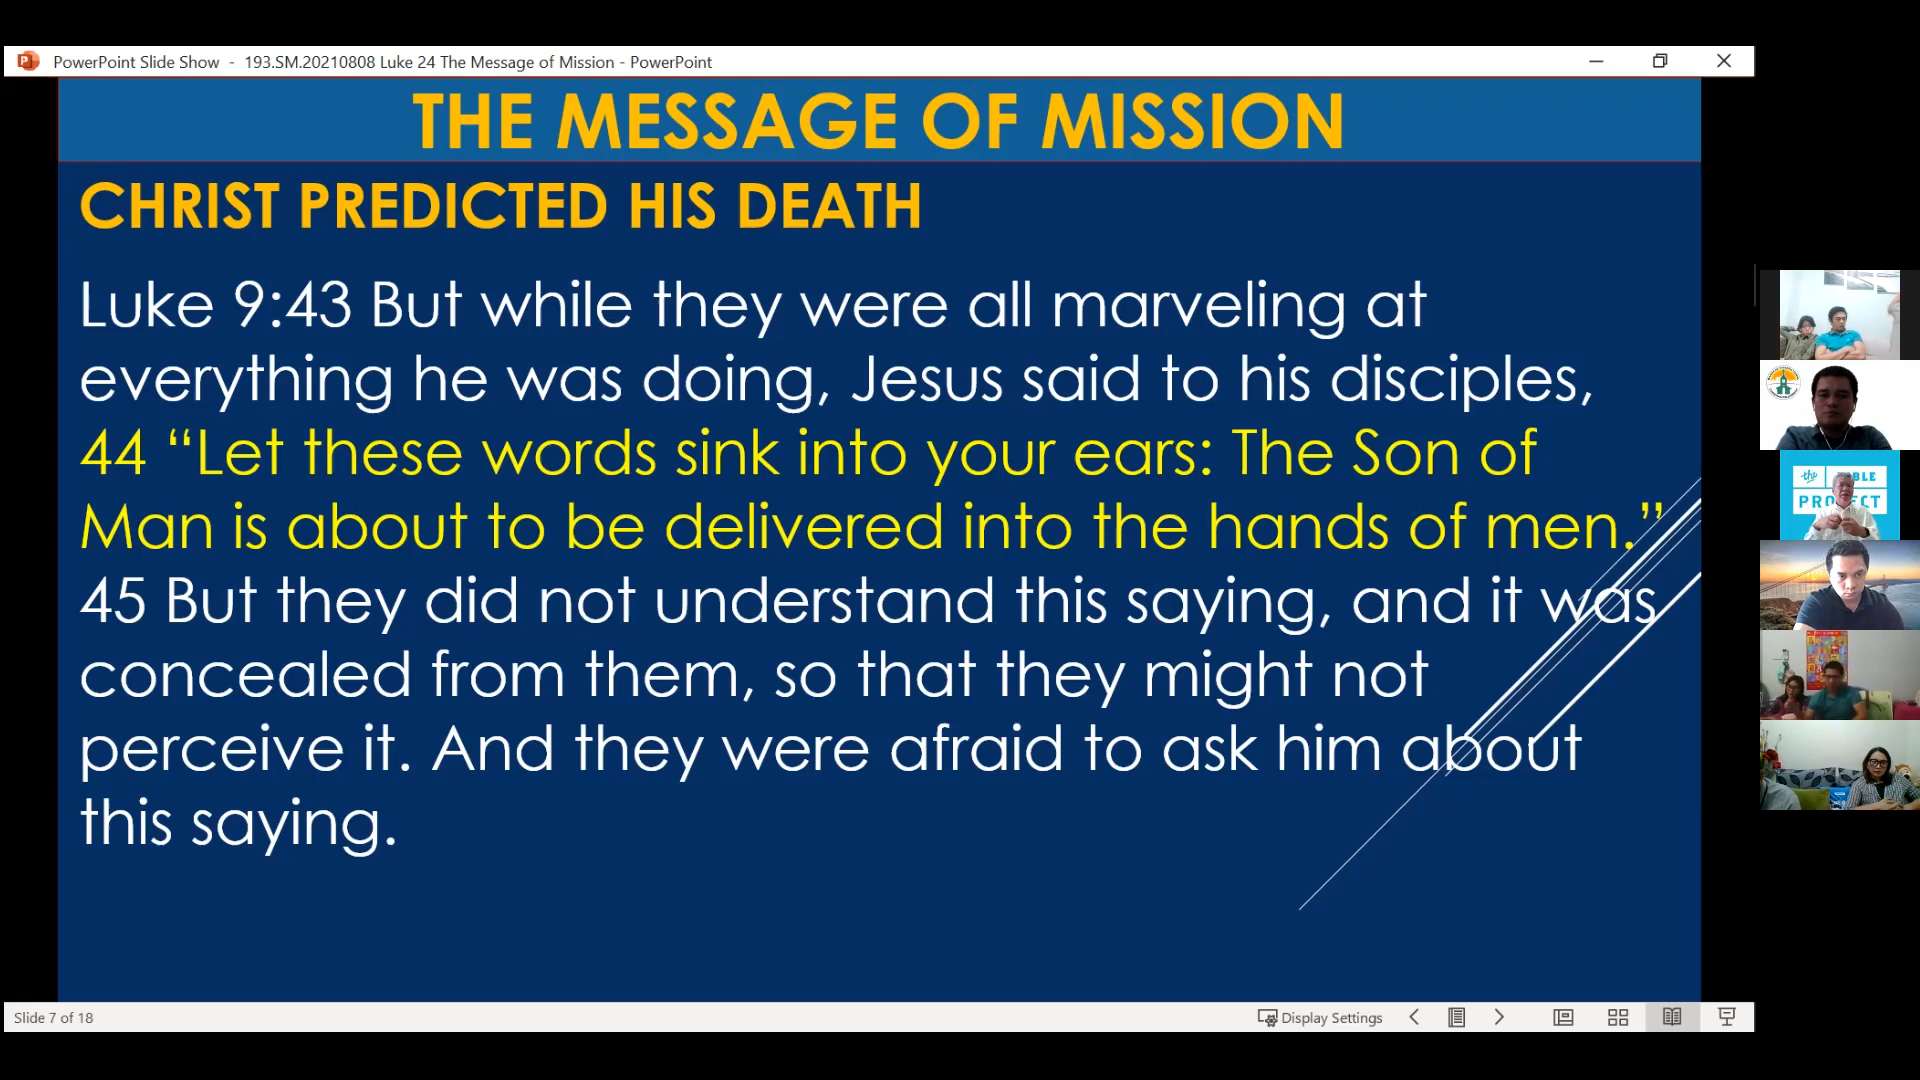 PowerPoint Slide Show - 193.SM.20210808 Luke 24 The Message of Mission - PowerPoint
THE MESSAGE OF MISSION
CHRIST PREDICTED HIS DEATH
Luke 9:43 But while they were all marveling at
everything he was doing, Jesus said to his disciples,
44 “Let these words sink into your ears: The Son of
Man is about to be delivered into the hands of men.”
45 But they did not understand this saying, and it was
concealed from them, so that they might not
perceive it. And they were afraid to ask him about
this saying.
the
PR
CT
Slide 7 of 18
Display Settings